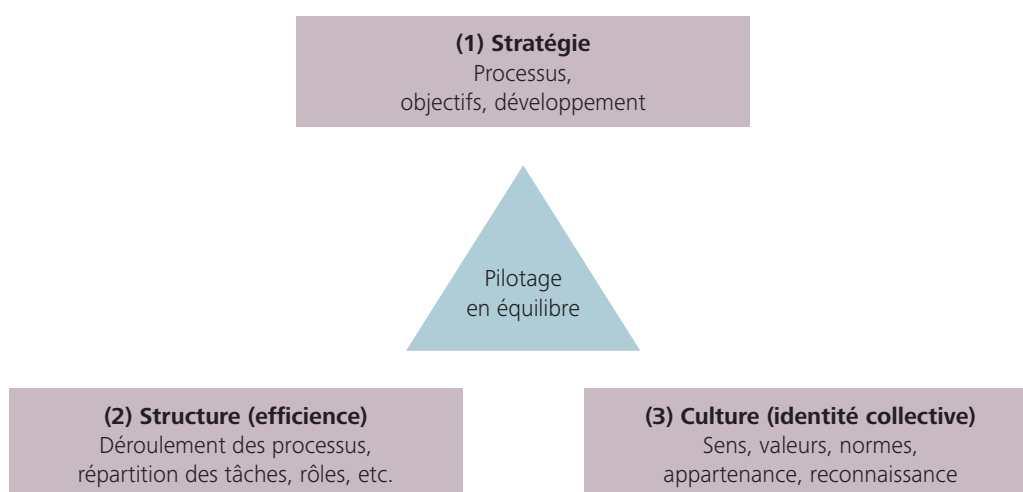 (1) Stratégie
Processus,
objectifs, développement
Pilotage
en équilibre
(2) Structure (efficience)
Déroulement des processus,
répartition des tâches, rôles, etc.
(3) Culture (identité collective)
Sens, valeurs, normes,
appartenance, reconnaissance